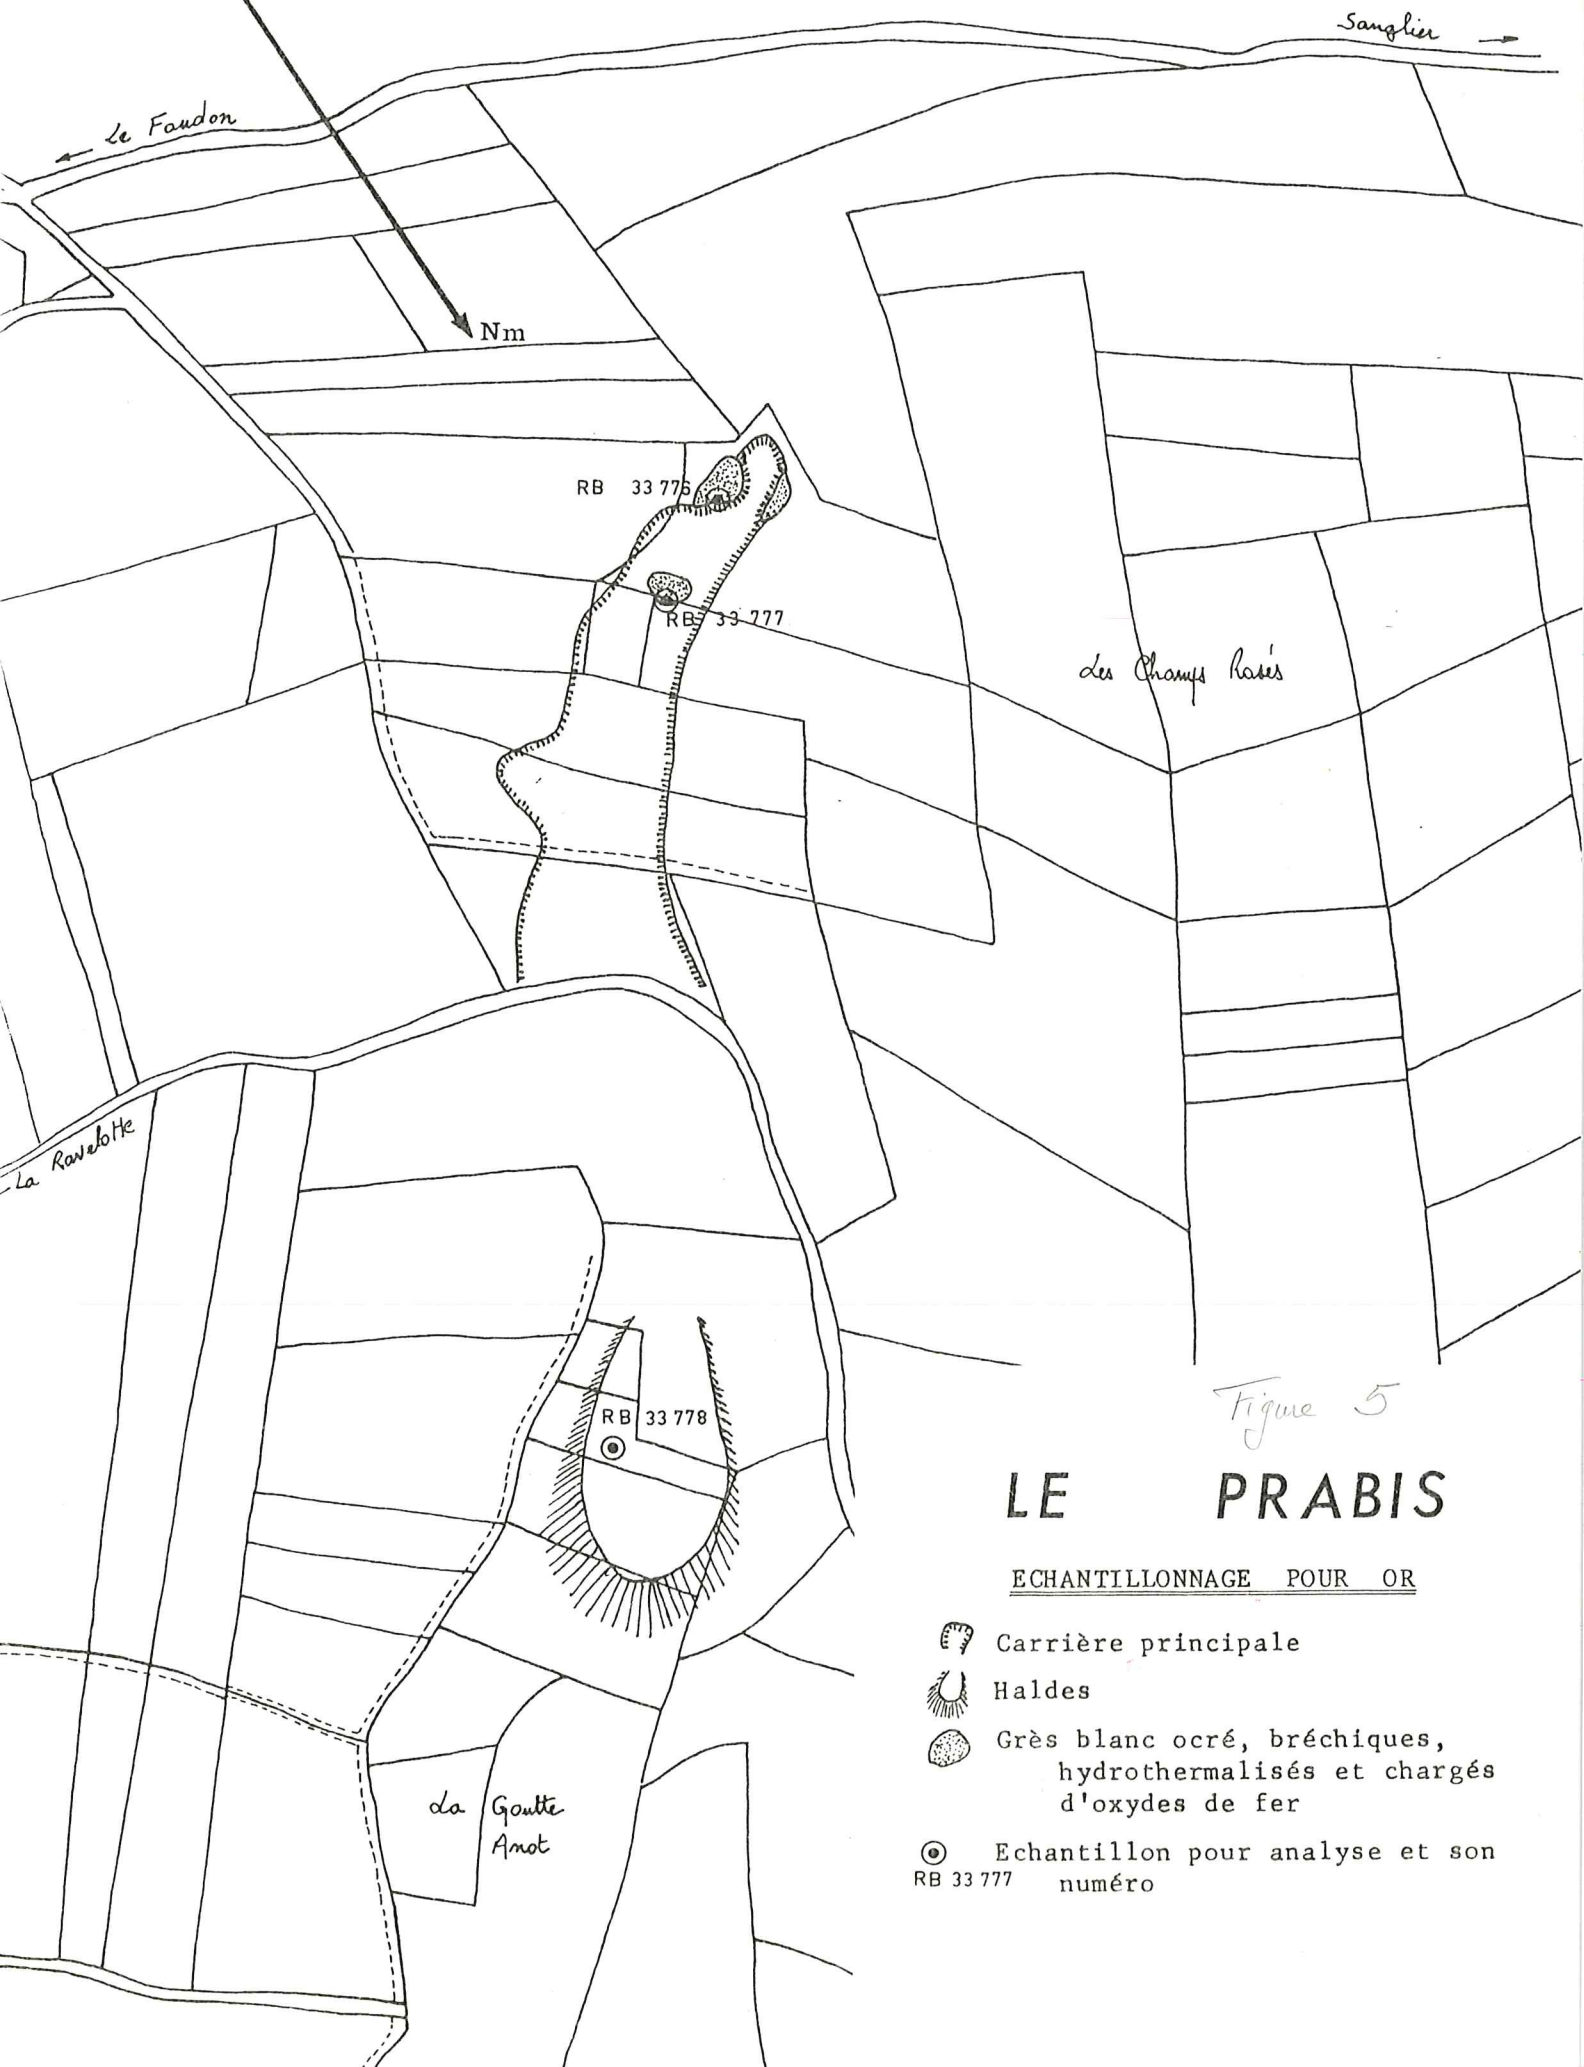 Sanglier
Le Faudon
Nm
RB 33 776
RB 33 777
Les Champs Rasés
La Ravelotte
RB 33 778
Figure 5
LE PRABIS
ECHANTILLONNAGE POUR OR
Carrière principale
Haldes
Grès blanc ocré, bréchiques,
hydrothermalisés et chargés
d'oxydes de fer
La Goutte
Anot
Echantillon pour analyse et son
RB 33 777 numéro